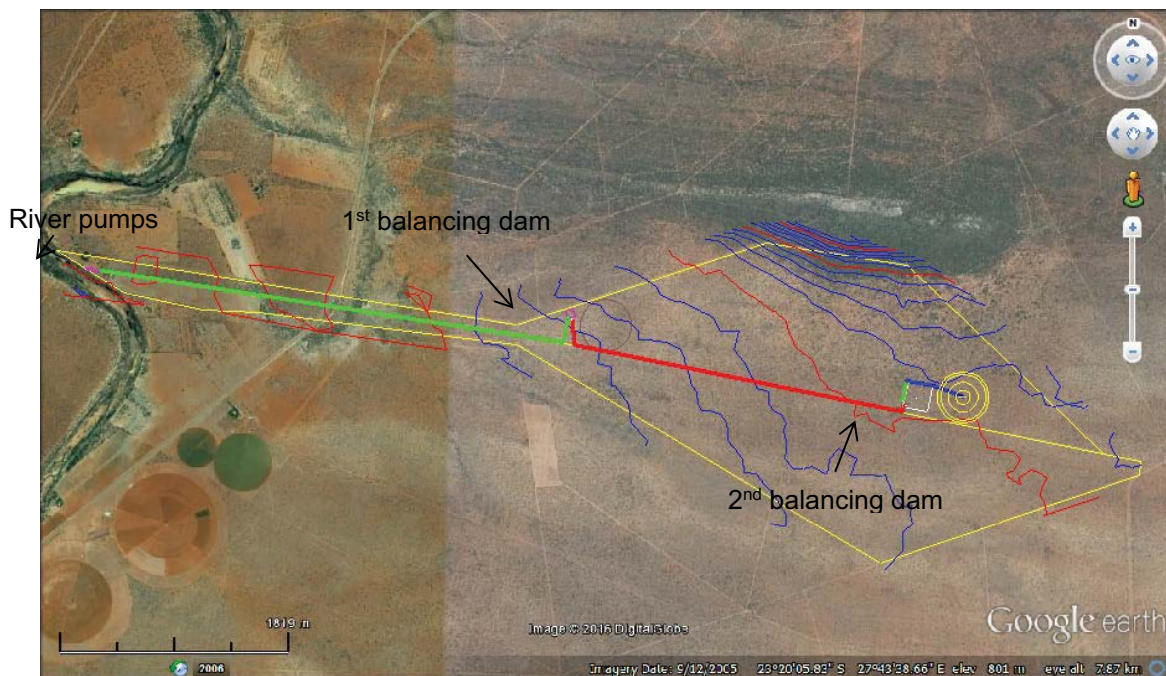 N
River pumps
1st balancing dam
2nd balancing dam
1819 m
Image © 2016 DigitalGlobe
Google earth
2006
Imagery Date: 9/12/2005 23°20'05.83" S 27°43'38.66" E elev 801 m eye alt 7.87 km